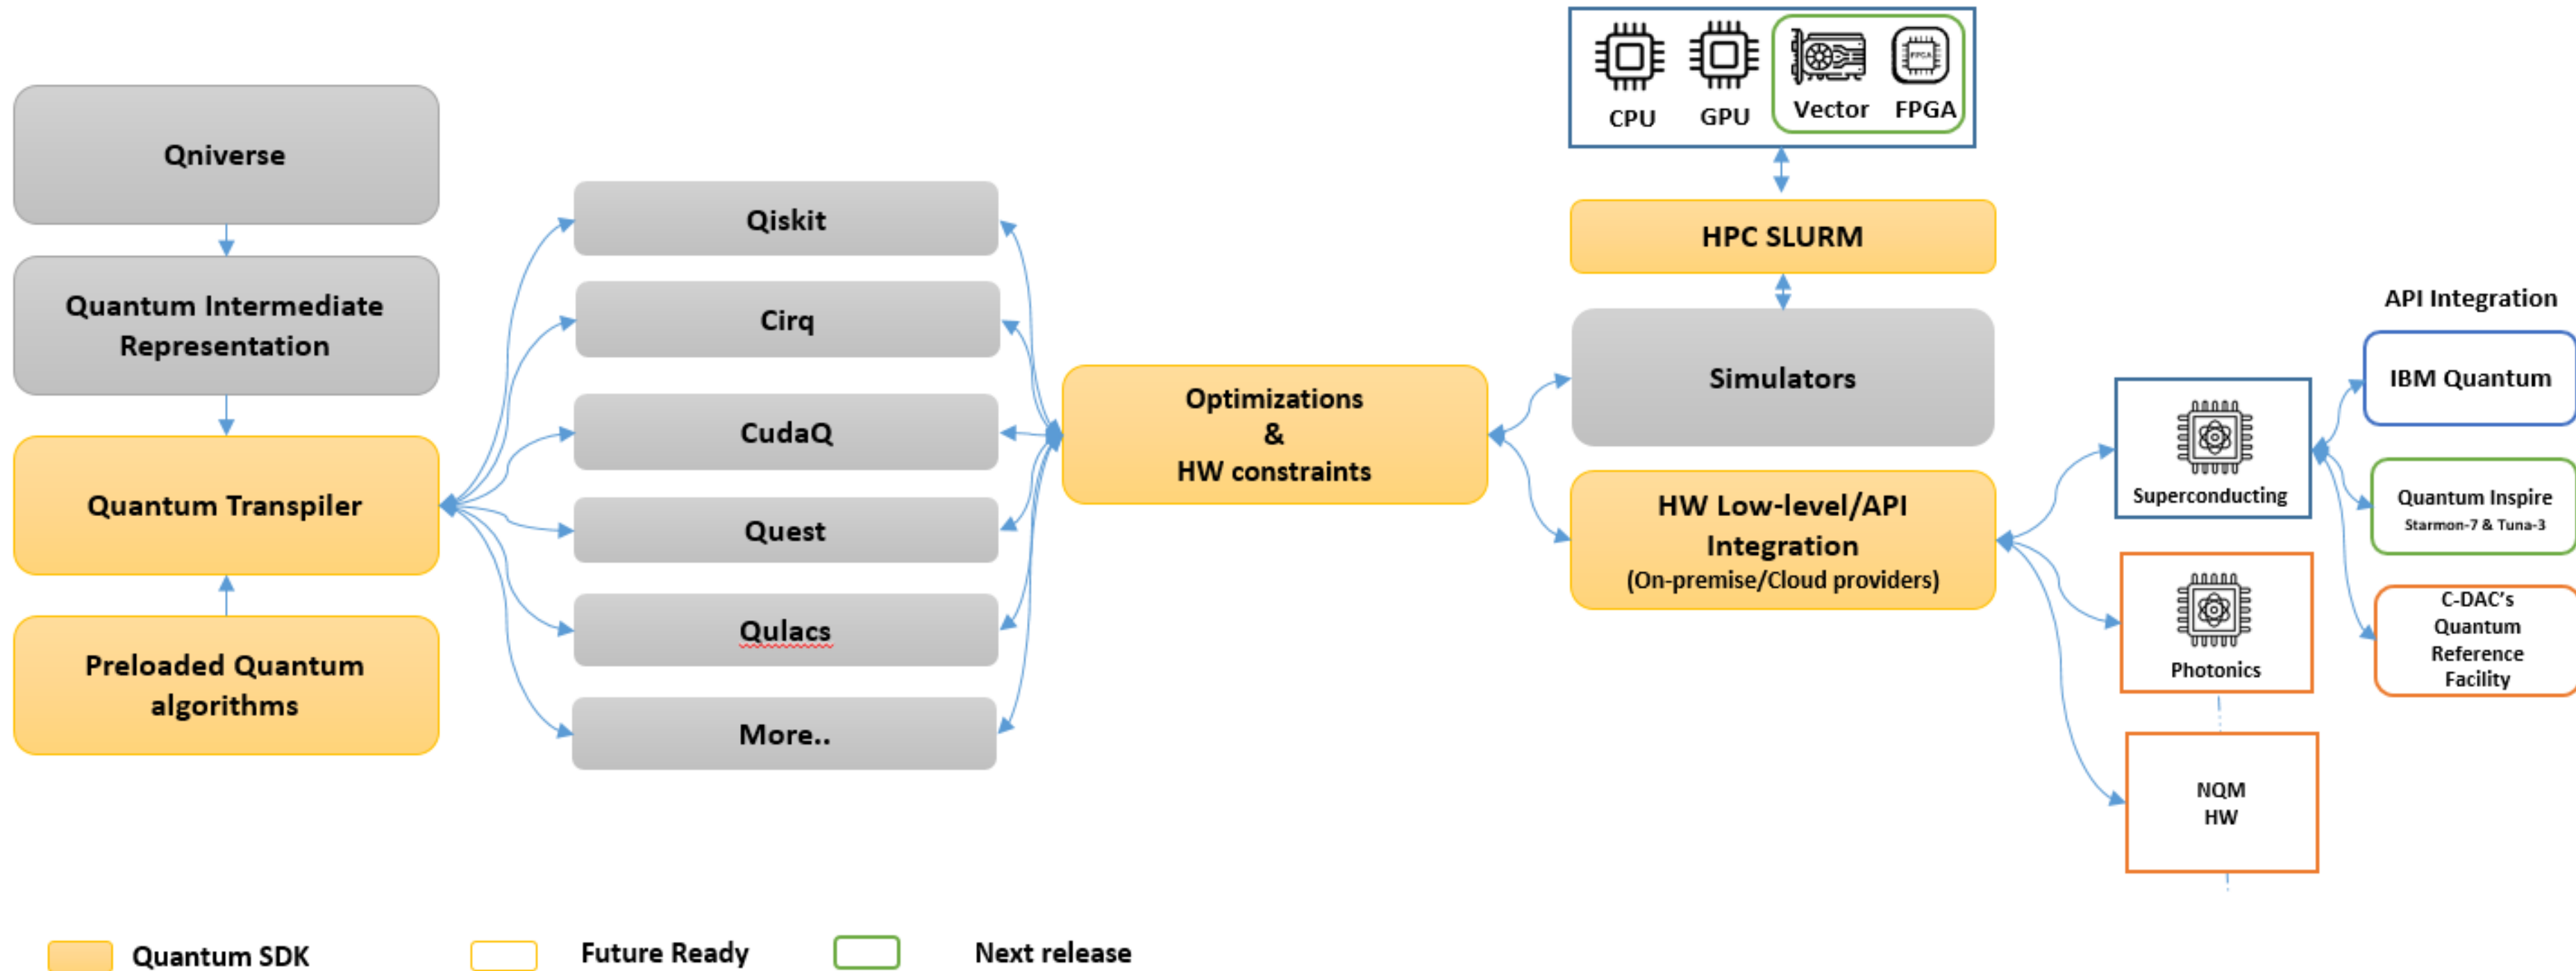 Qniverse
Quantum Intermediate
Representation
Quantum Transpiler
Preloaded Quantum
algorithms
Qiskit
Cirq
CudaQ
Quest
Qulacs
More..
Optimizations
&
HW constraints
CPU
GPU
Vector
FPGA
FPGA
HPC SLURM
Simulators
HW Low-level/API
Integration
(On-premise/Cloud providers)
Superconducting
Photonics
NQM
HW
API Integration
IBM Quantum
Quantum Inspire
Starmon-7 & Tuna-3
C-DAC's
Quantum
Reference
Facility
Quantum SDK
Future Ready
Next release